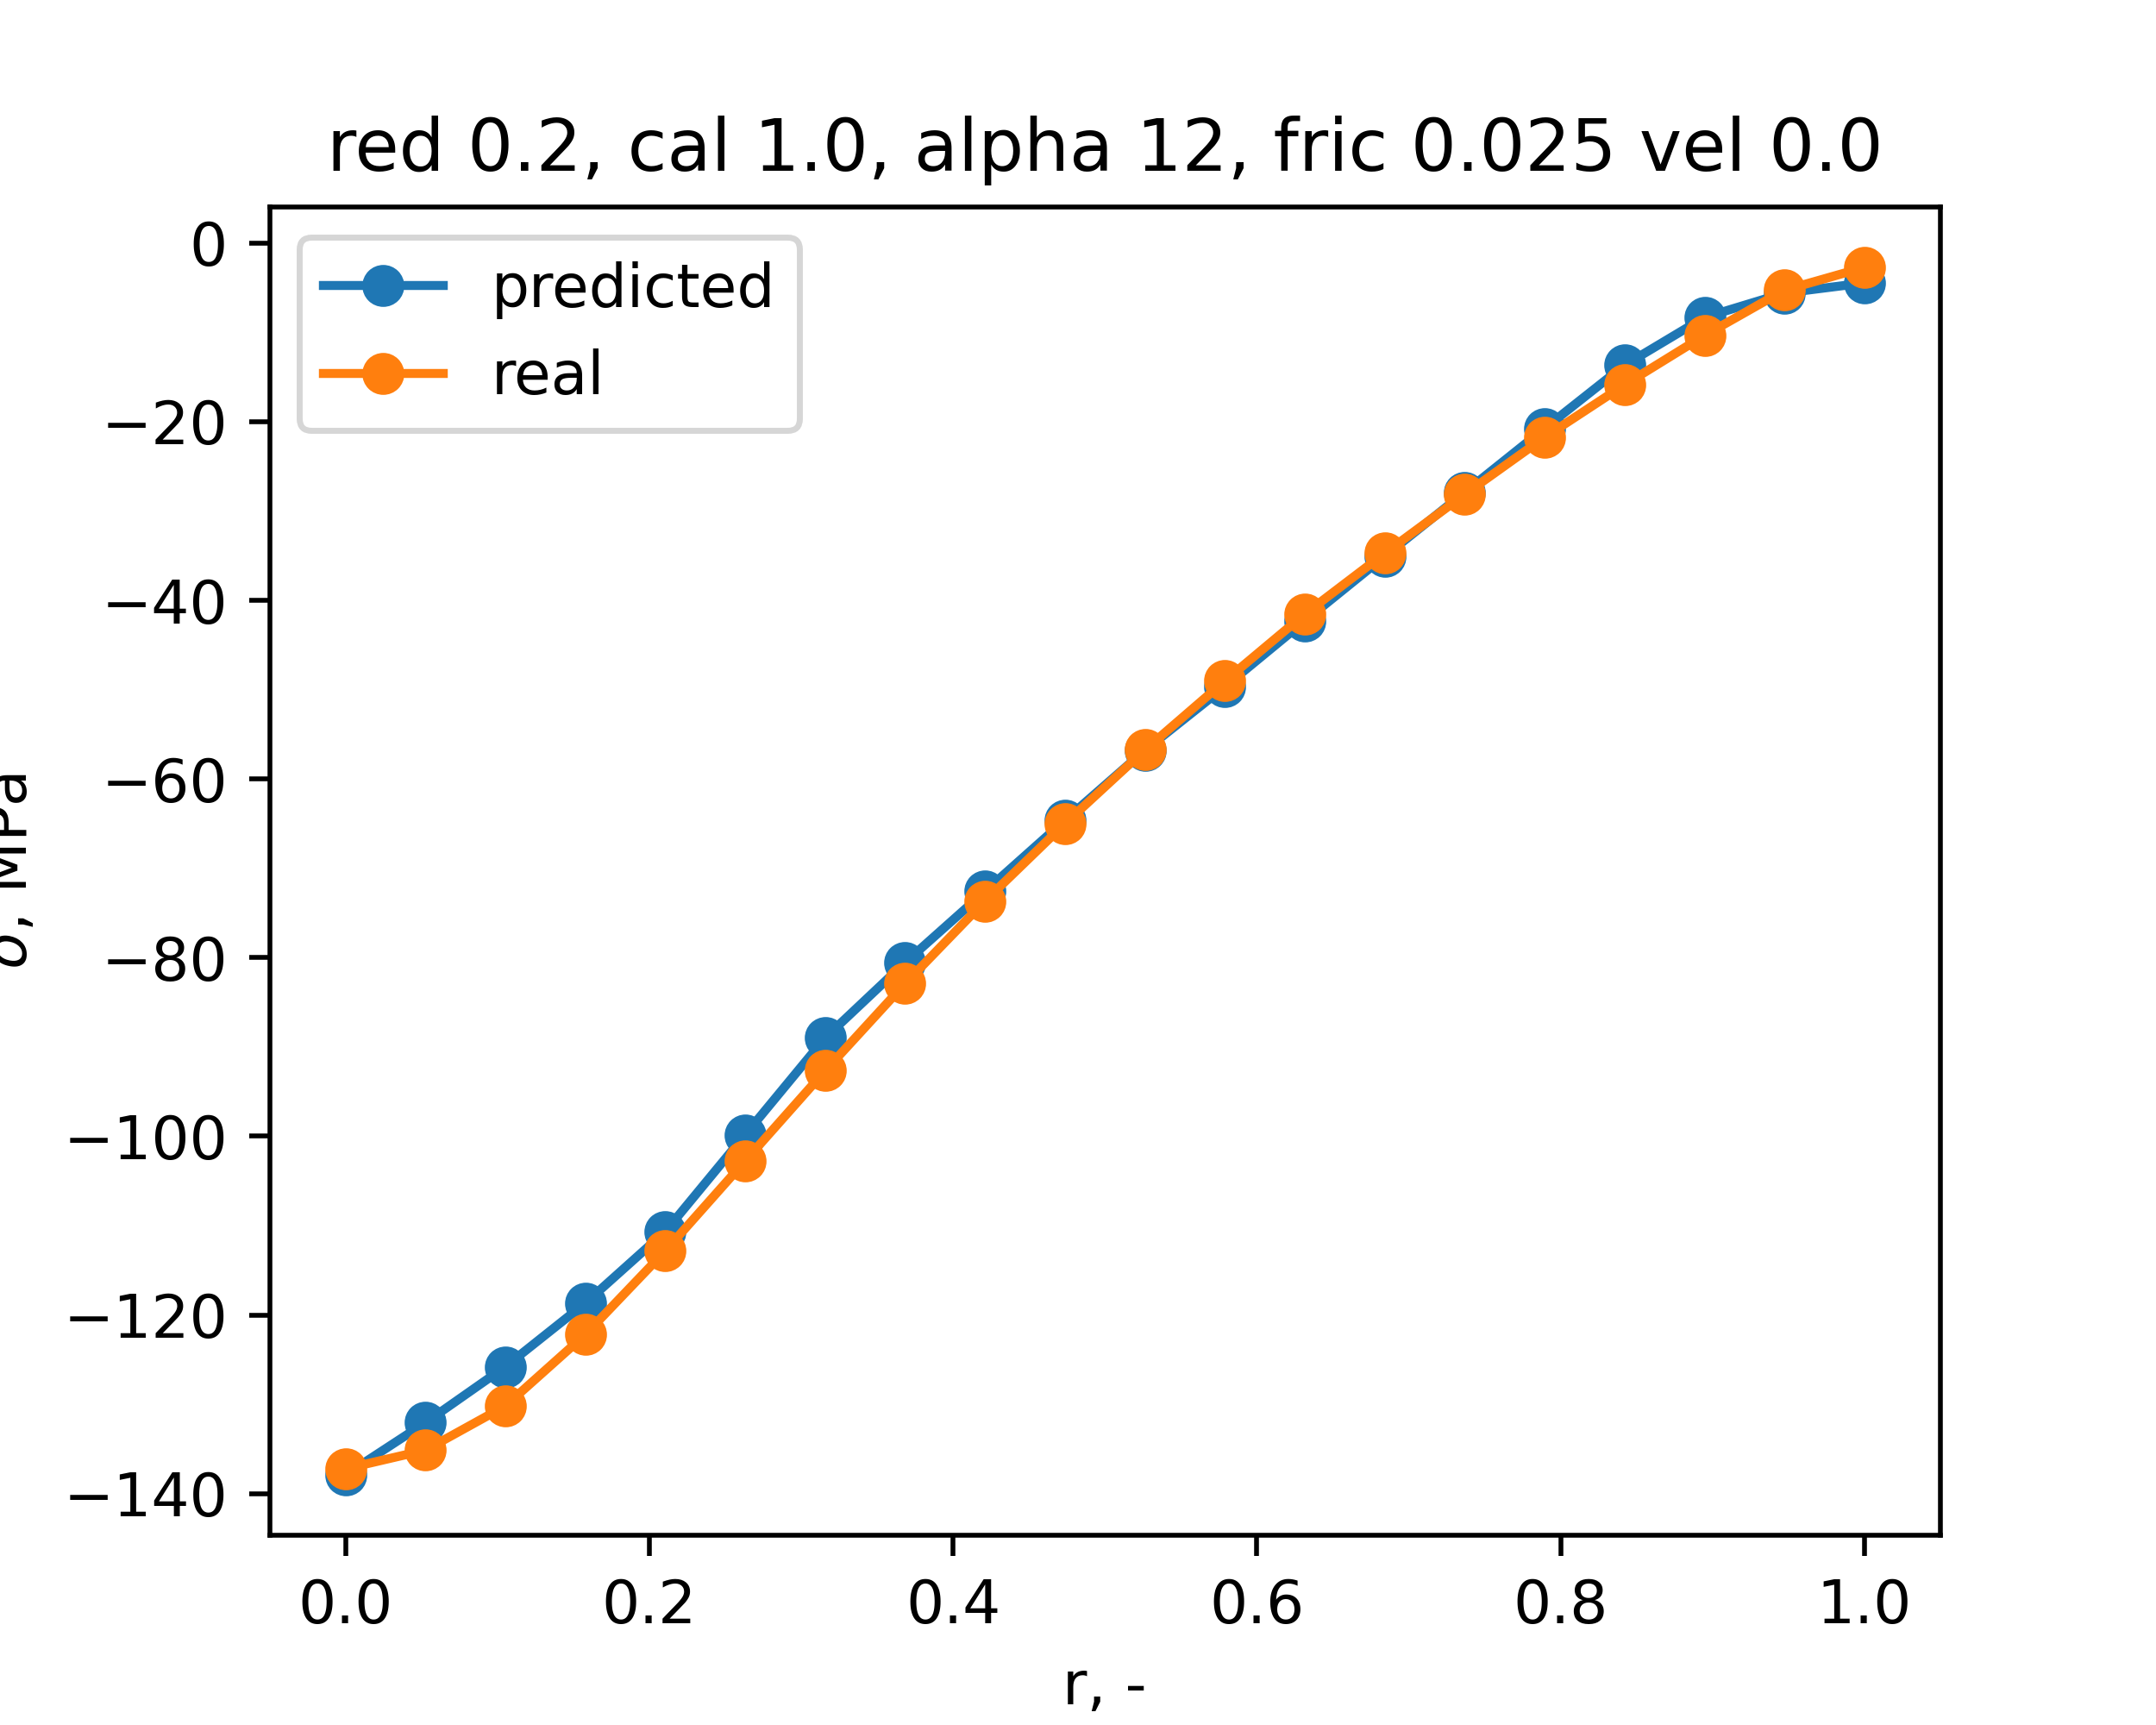 red 0.2, cal 1.0, alpha 12, fric 0.025 vel 0.0
predicted
real
0
−20
−40
−60
−80
−100
−120
−140
σ, MPa
0.0 0.2 0.4 0.6 0.8 1.0
r, -